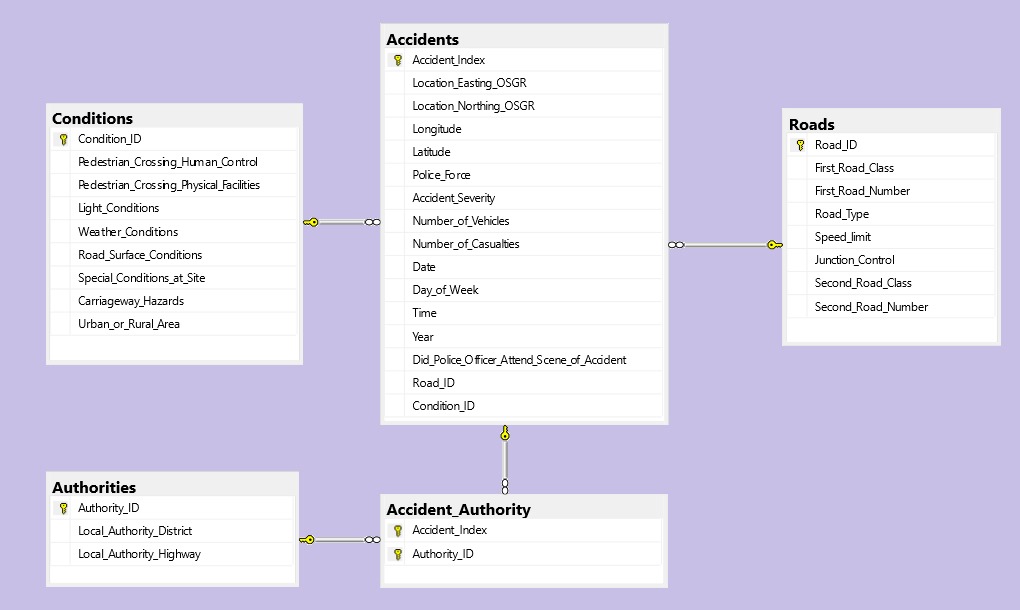 Accidents
Accident_Index
Location_Easting_OSGR
Location_Northing_OSGR
Longitude
Latitude
Police_Force
Accident_Severity
Number_of_Vehicles
Number_of_Casualties
Date
Day_of_Week
Time
Year
Did_Police_Officer_Attend_Scene_of_Accident
Road_ID
Condition_ID
Conditions
Condition_ID
Pedestrian_Crossing_Human_Control
Pedestrian_Crossing_Physical_Facilities
Light_Conditions
Weather_Conditions
Road_Surface_Conditions
Special_Conditions_at_Site
Carriageway_Hazards
Urban_or_Rural_Area
Roads
Road_ID
First_Road_Class
First_Road_Number
Road_Type
Speed_limit
Junction_Control
Second_Road_Class
Second_Road_Number
Authorities
Authority_ID
Local_Authority_District
Local_Authority_Highway
Accident_Authority
Accident_Index
Authority_ID